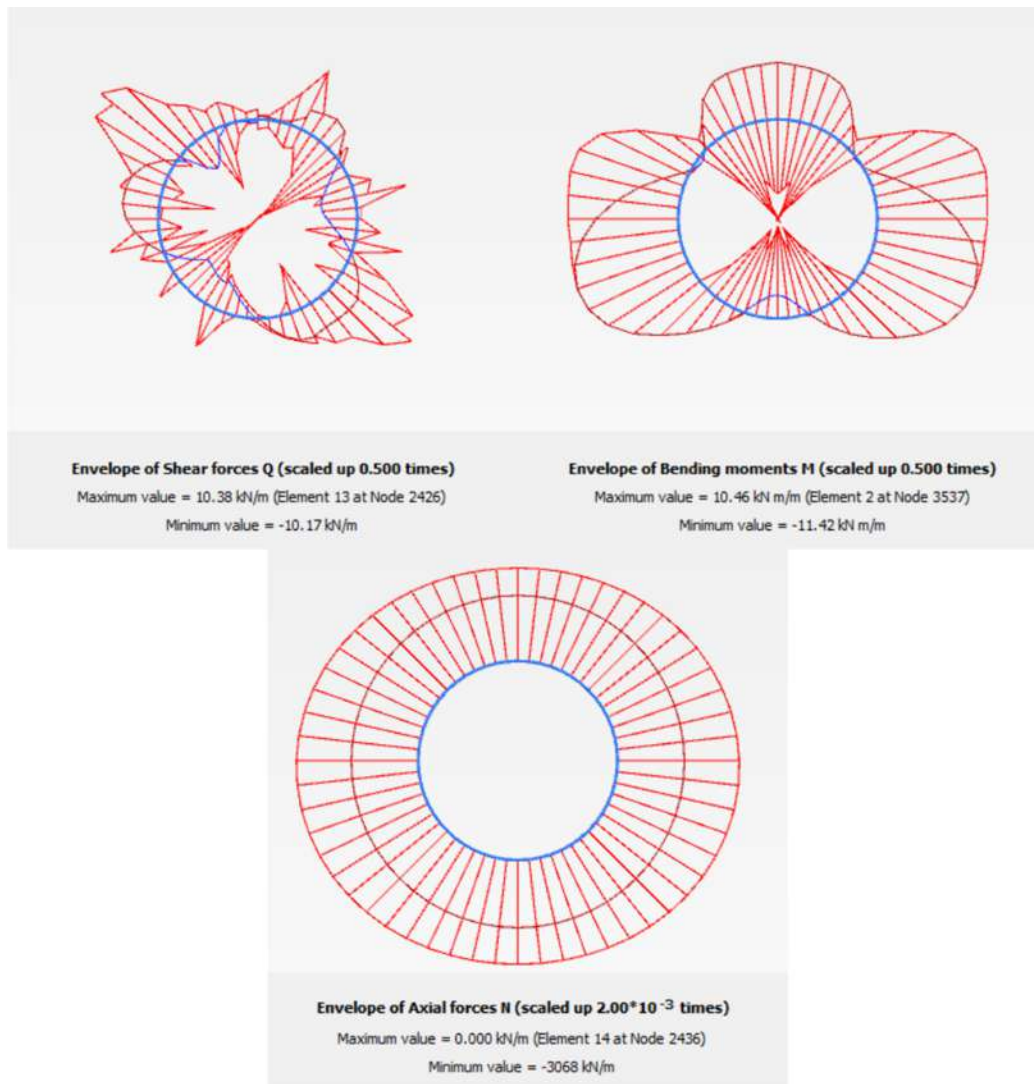 Envelope of Shear forces Q (scaled up 0.500 times)
Maximum value = 10.38 kN/m (Element 13 at Node 2426)
Minimum value = -10.17 kN/m
Envelope of Bending moments M (scaled up 0.500 times)
Maximum value = 10.46 kN m/m (Element 2 at Node 3537)
Minimum value = -11.42 kN m/m
Envelope of Axial forces N (scaled up 2.00*10⁻³ times)
Maximum value = 0.000 kN/m (Element 14 at Node 2436)
Minimum value = -3068 kN/m